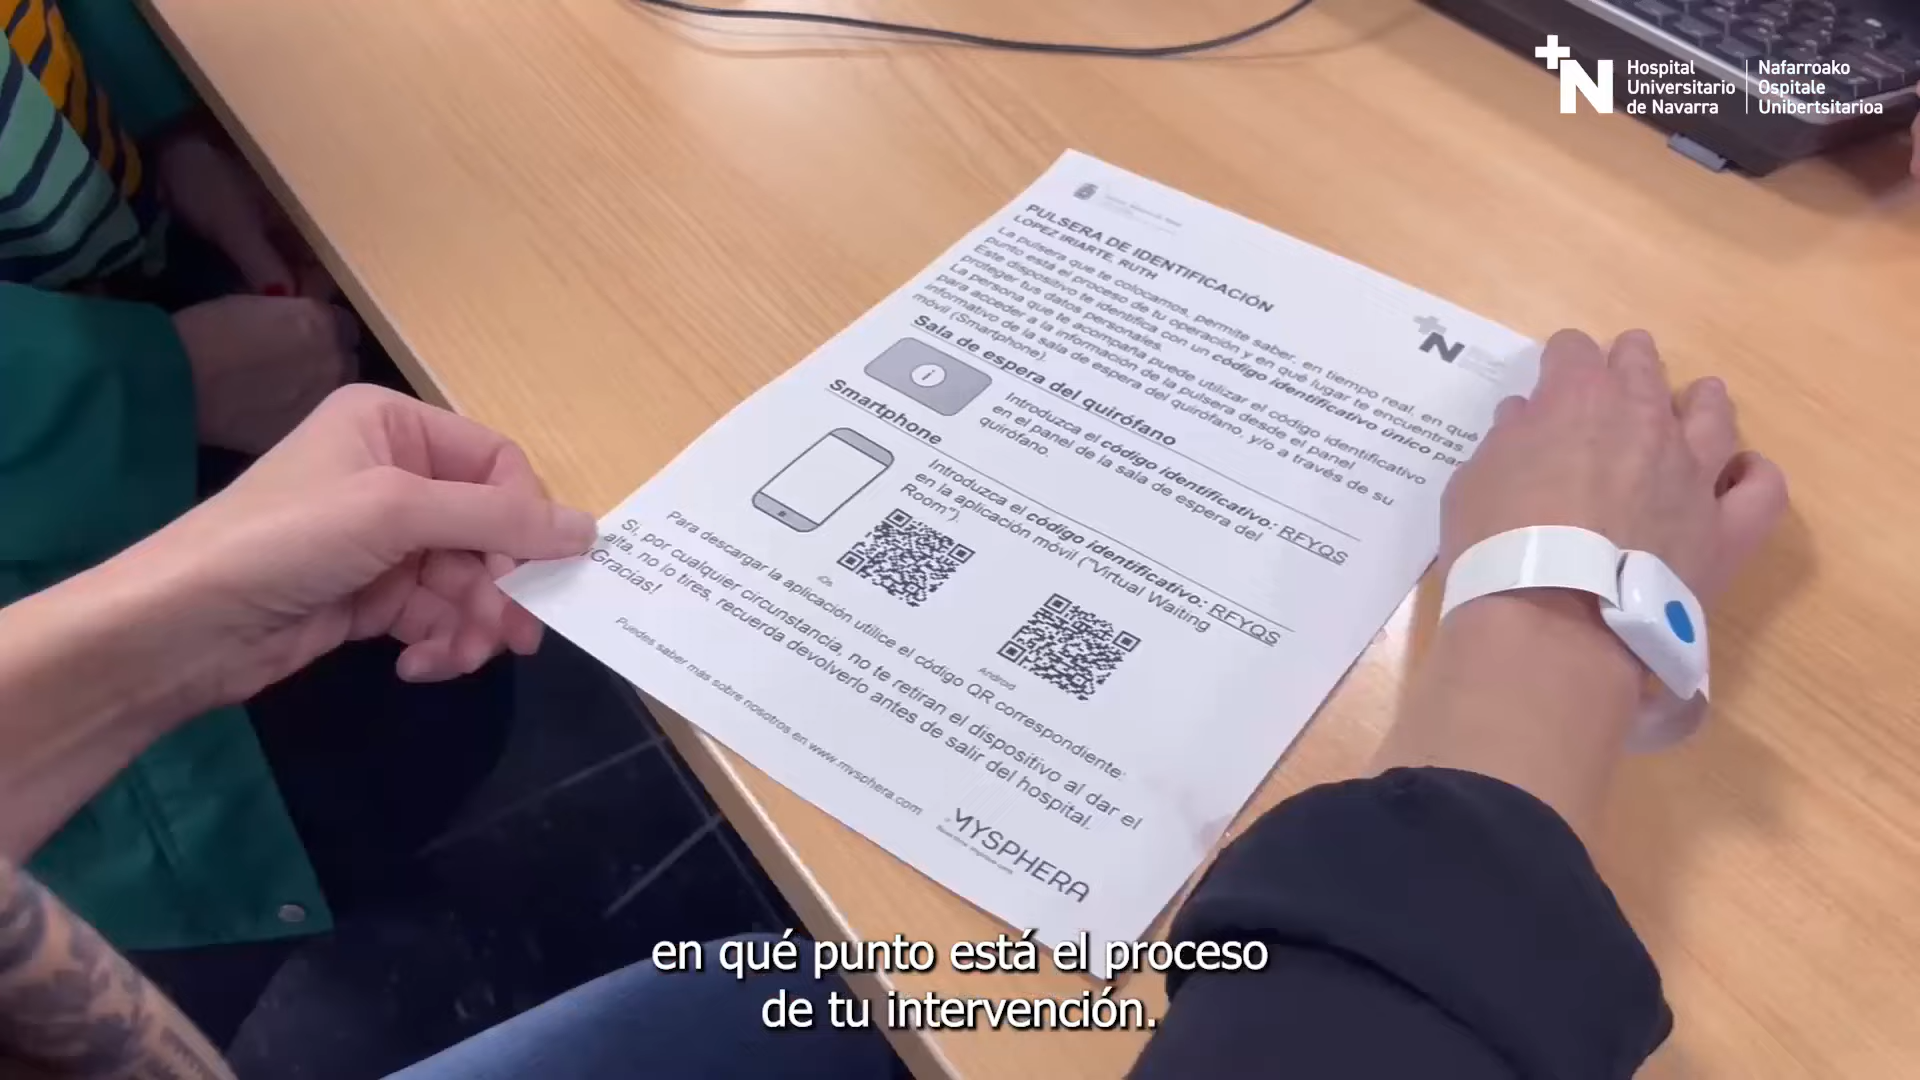 Hospital
Universitario
de Navarra
Nafarroako
Ospitale
Unibertsitarioa
PULSERA DE IDENTIFICACIÓN
LOPEZ IRIARTE, RUTH
La pulsera que te colocamos, permite saber, en tiempo real, en qué
punto está el proceso de tu operación y en qué lugar te encuentras.
Este dispositivo te identifica con un código identificativo único par
proteger tus datos personales.
La persona que te acompaña puede utilizar el código identificativo
para acceder a la información de la pulsera desde el panel
informativo de la sala de espera del quirófano, y/o a través de su
móvil (Smartphone).
Sala de espera del quirófano
i
Introduzca el código identificativo: RFYQS
en el panel de la sala de espera del
quirófano.
Smartphone
Introduzca el código identificativo: RFYQS
en la aplicación móvil ("Virtual Waiting
Room").
Para descargar la aplicación utilice el código QR correspondiente:
iOs
Android
Si, por cualquier circunstancia, no te retiran el dispositivo al dar el
alta, no lo tires, recuerda devolverlo antes de salir del hospital.
¡Gracias!
Puedes saber más sobre nosotros en www.mysphera.com
MYSPHERA
N
en qué punto está el proceso
de tu intervención.